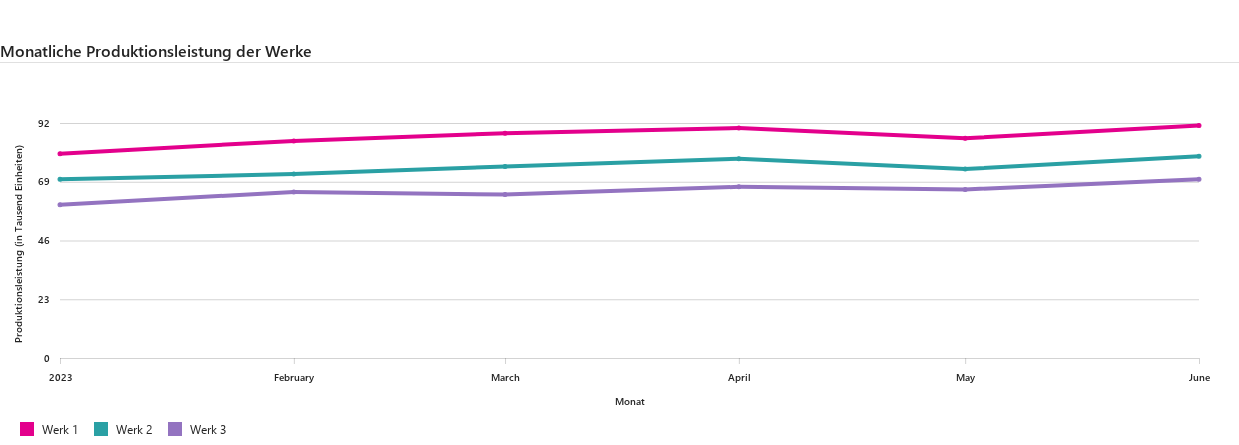 Monatliche Produktionsleistung der Werke
Produktionsleistung (in Tausend Einheiten)
92
69
46
23
0
2023 February March April May June
Monat
Werk 1 Werk 2 Werk 3